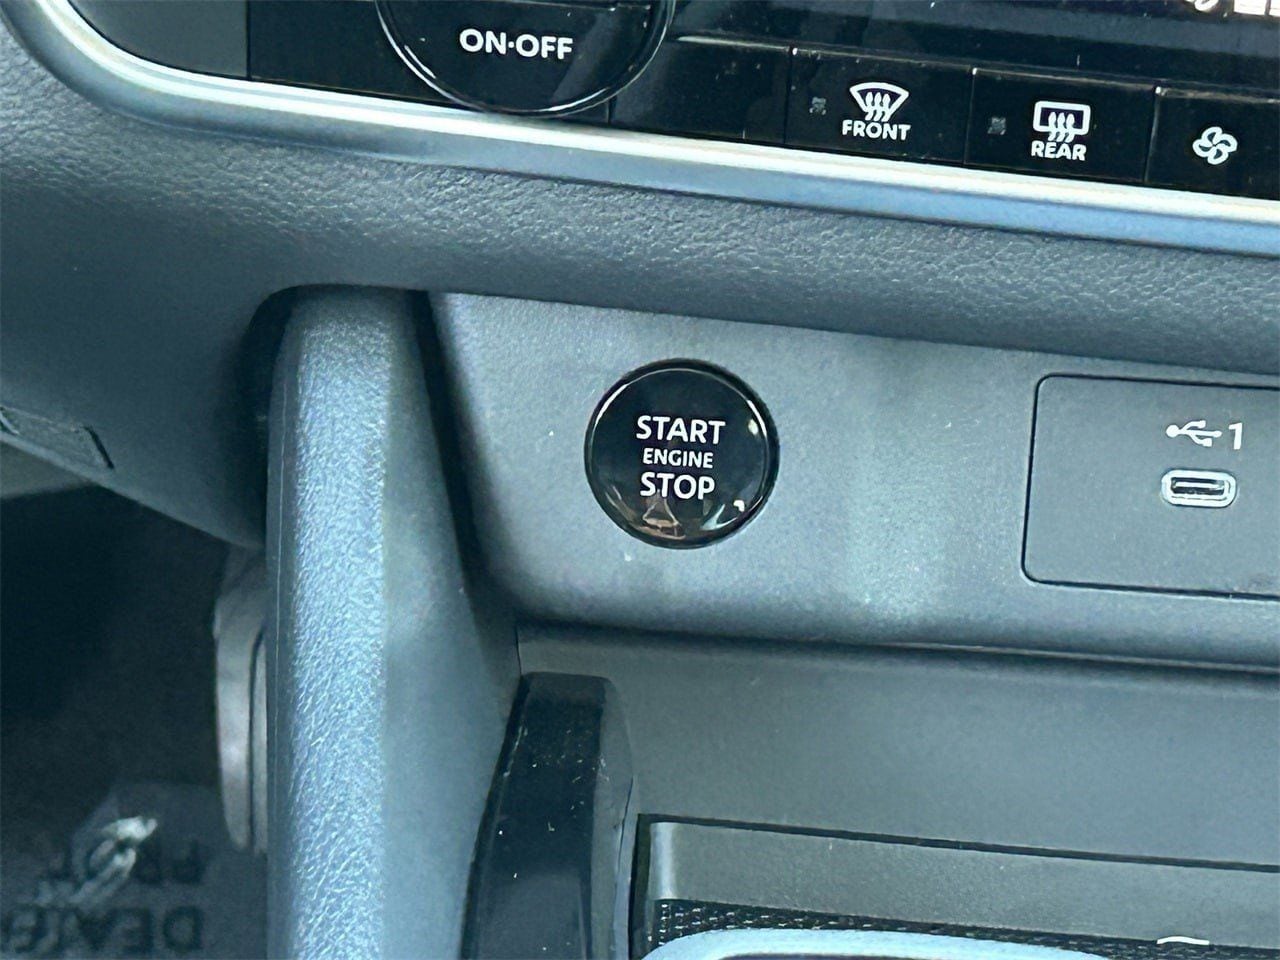 ON·OFF
FRONT
REAR
START
ENGINE
STOP
1